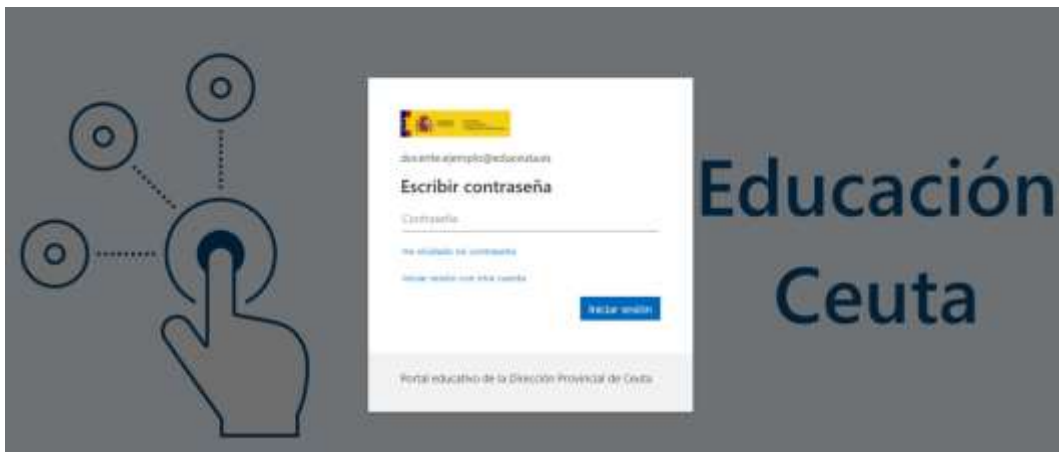 docente.ejemplo@educeuta.es
Escribir contraseña
Contraseña
He olvidado mi contraseña
Iniciar sesión con otra cuenta
Iniciar sesión
Portal educativo de la Dirección Provincial de Ceuta
Educación
Ceuta